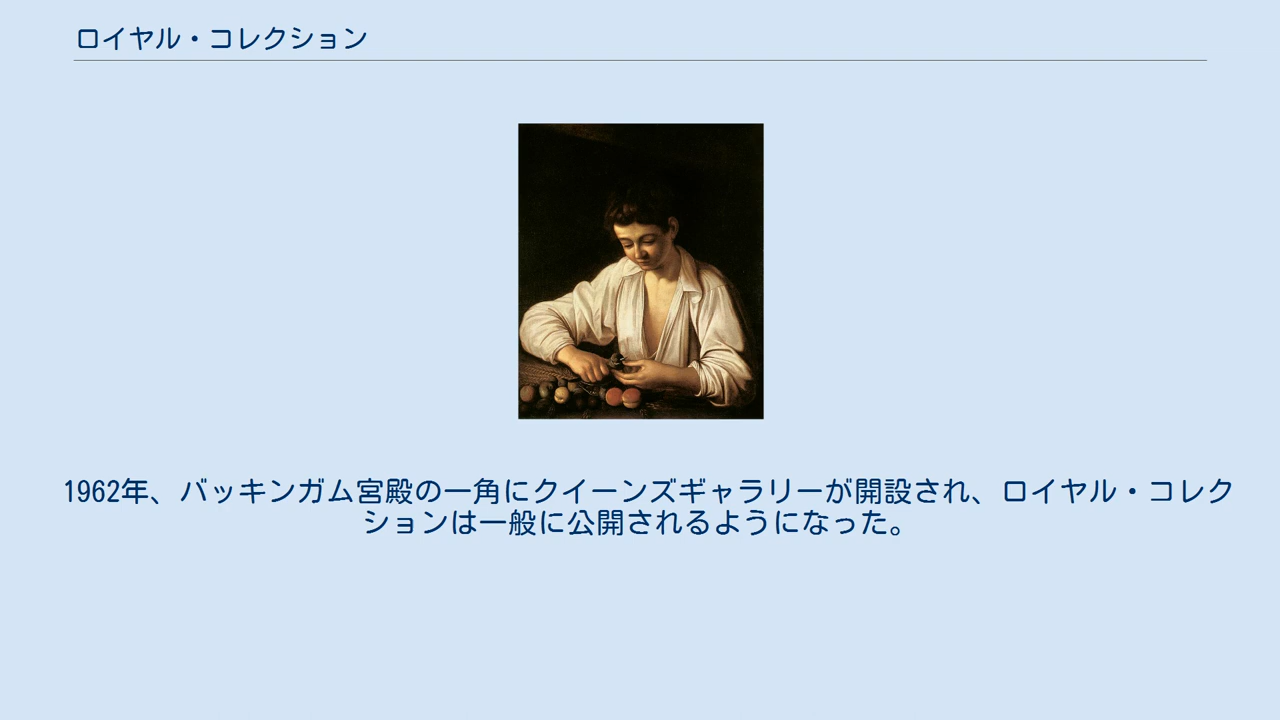 ロイヤル・コレクション
1962年、バッキンガム宮殿の一角にクイーンズギャラリーが開設され、ロイヤル・コレク
ションは一般に公開されるようになった。